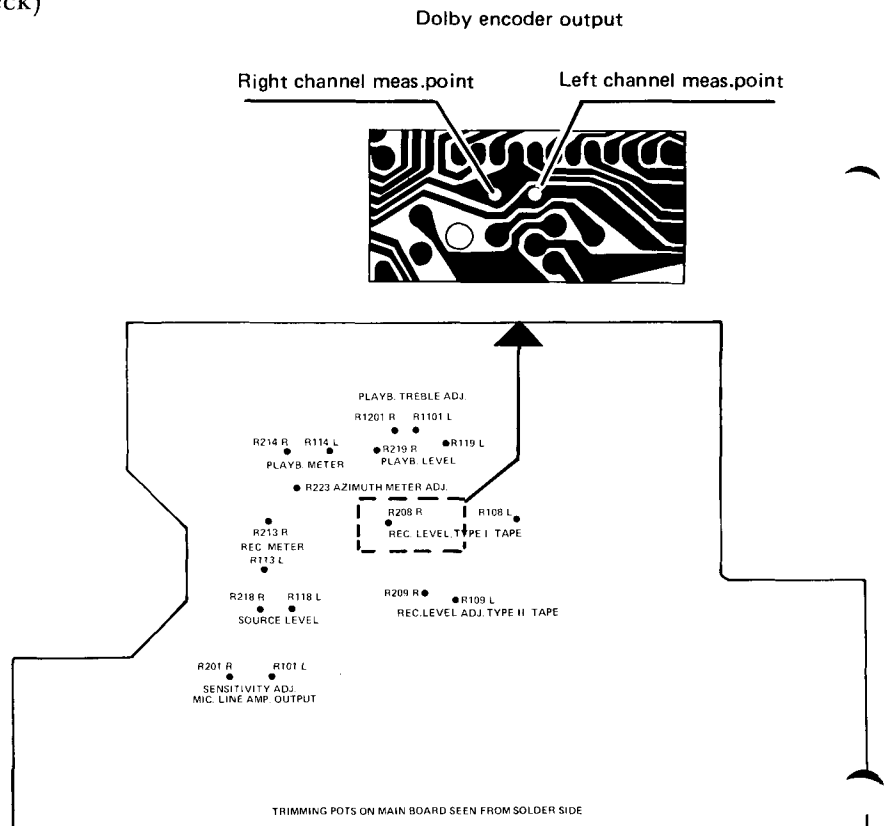 Dolby encoder output
Right channel meas.point Left channel meas.point
PLAYB. TREBLE ADJ.
R1201 R R1101 L
R214 R R114 L R219 R R119 L
PLAYB. METER PLAYB. LEVEL
R223 AZIMUTH METER ADJ.
R208 R R108 L
REC. LEVEL, TYPE I TAPE
R213 R
REC METER
R113 L
R218 R R118 L
SOURCE LEVEL
R209 R R109 L
REC.LEVEL ADJ. TYPE II TAPE
R201 R R101 L
SENSITIVITY ADJ.
MIC. LINE AMP. OUTPUT
TRIMMING POTS ON MAIN BOARD SEEN FROM SOLDER SIDE